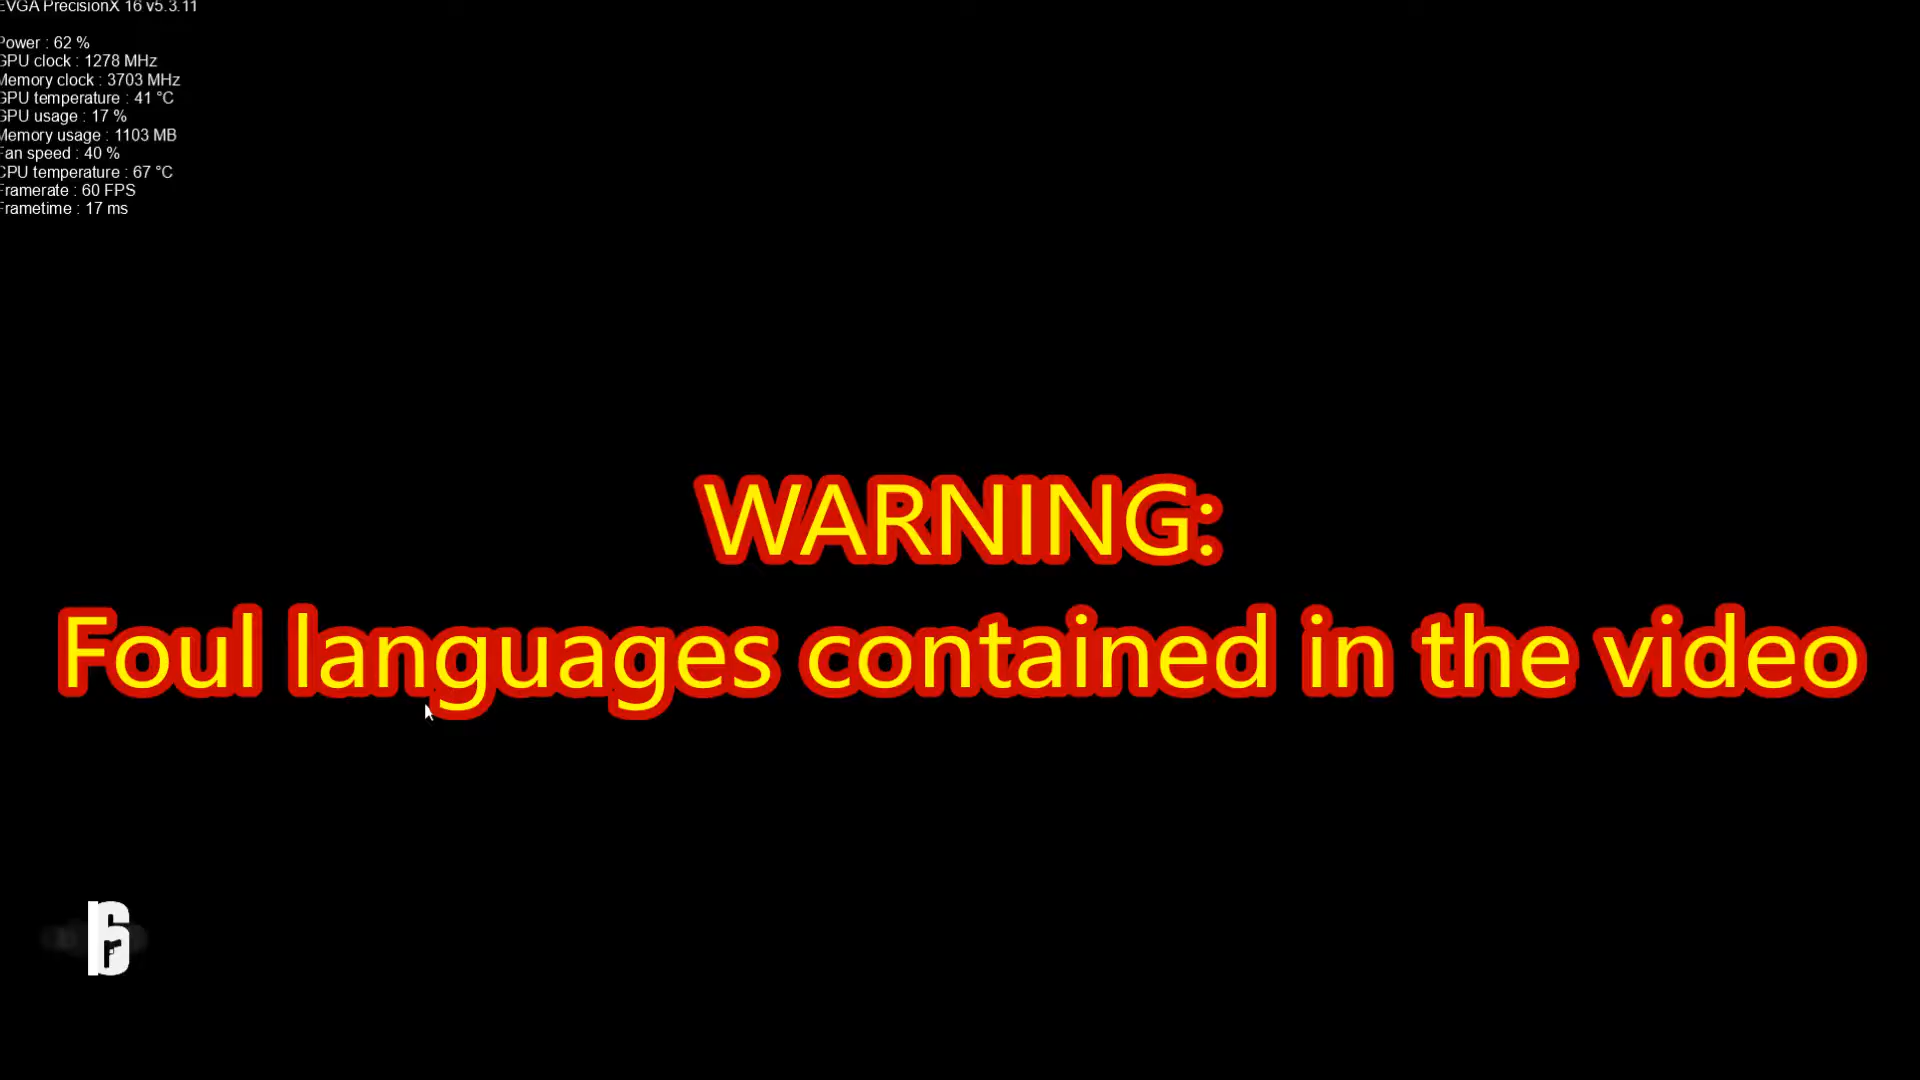 EVGA PrecisionX 16 v5.3.11
Power : 62 %
GPU clock : 1278 MHz
Memory clock : 3703 MHz
GPU temperature : 41 °C
GPU usage : 17 %
Memory usage : 1103 MB
Fan speed : 40 %
CPU temperature : 67 °C
Framerate : 60 FPS
Frametime : 17 ms
WARNING:
Foul languages contained in the video
6